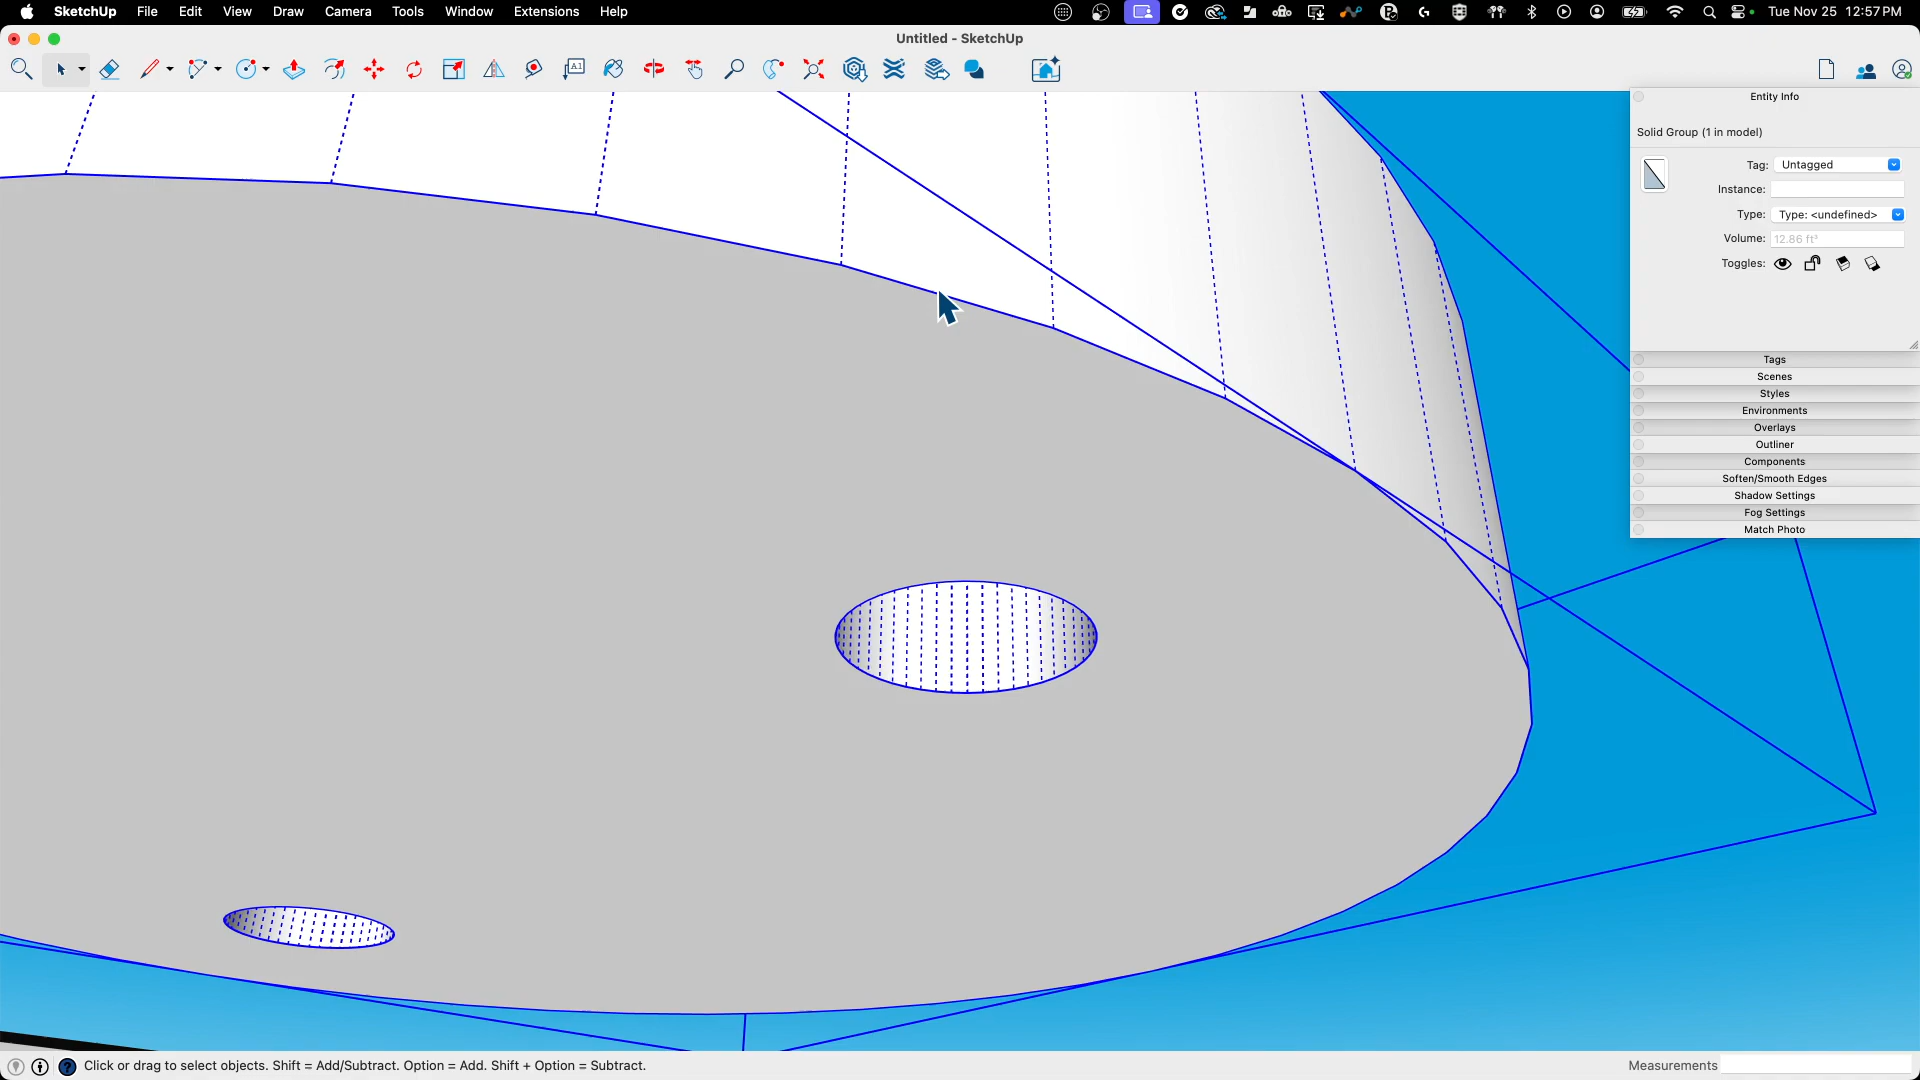 SketchUp File Edit View Draw Camera Tools Window Extensions Help Tue Nov 25 12:57 PM
Untitled - SketchUp
A1
Entity Info
Solid Group (1 in model)
Tag: Untagged
Instance:
Type: Type: <undefined>
Volume: 12.86 ft³
Toggles:
Tags
Scenes
Styles
Environments
Overlays
Outliner
Components
Soften/Smooth Edges
Shadow Settings
Fog Settings
Match Photo
Click or drag to select objects. Shift = Add/Subtract. Option = Add. Shift + Option = Subtract. Measurements